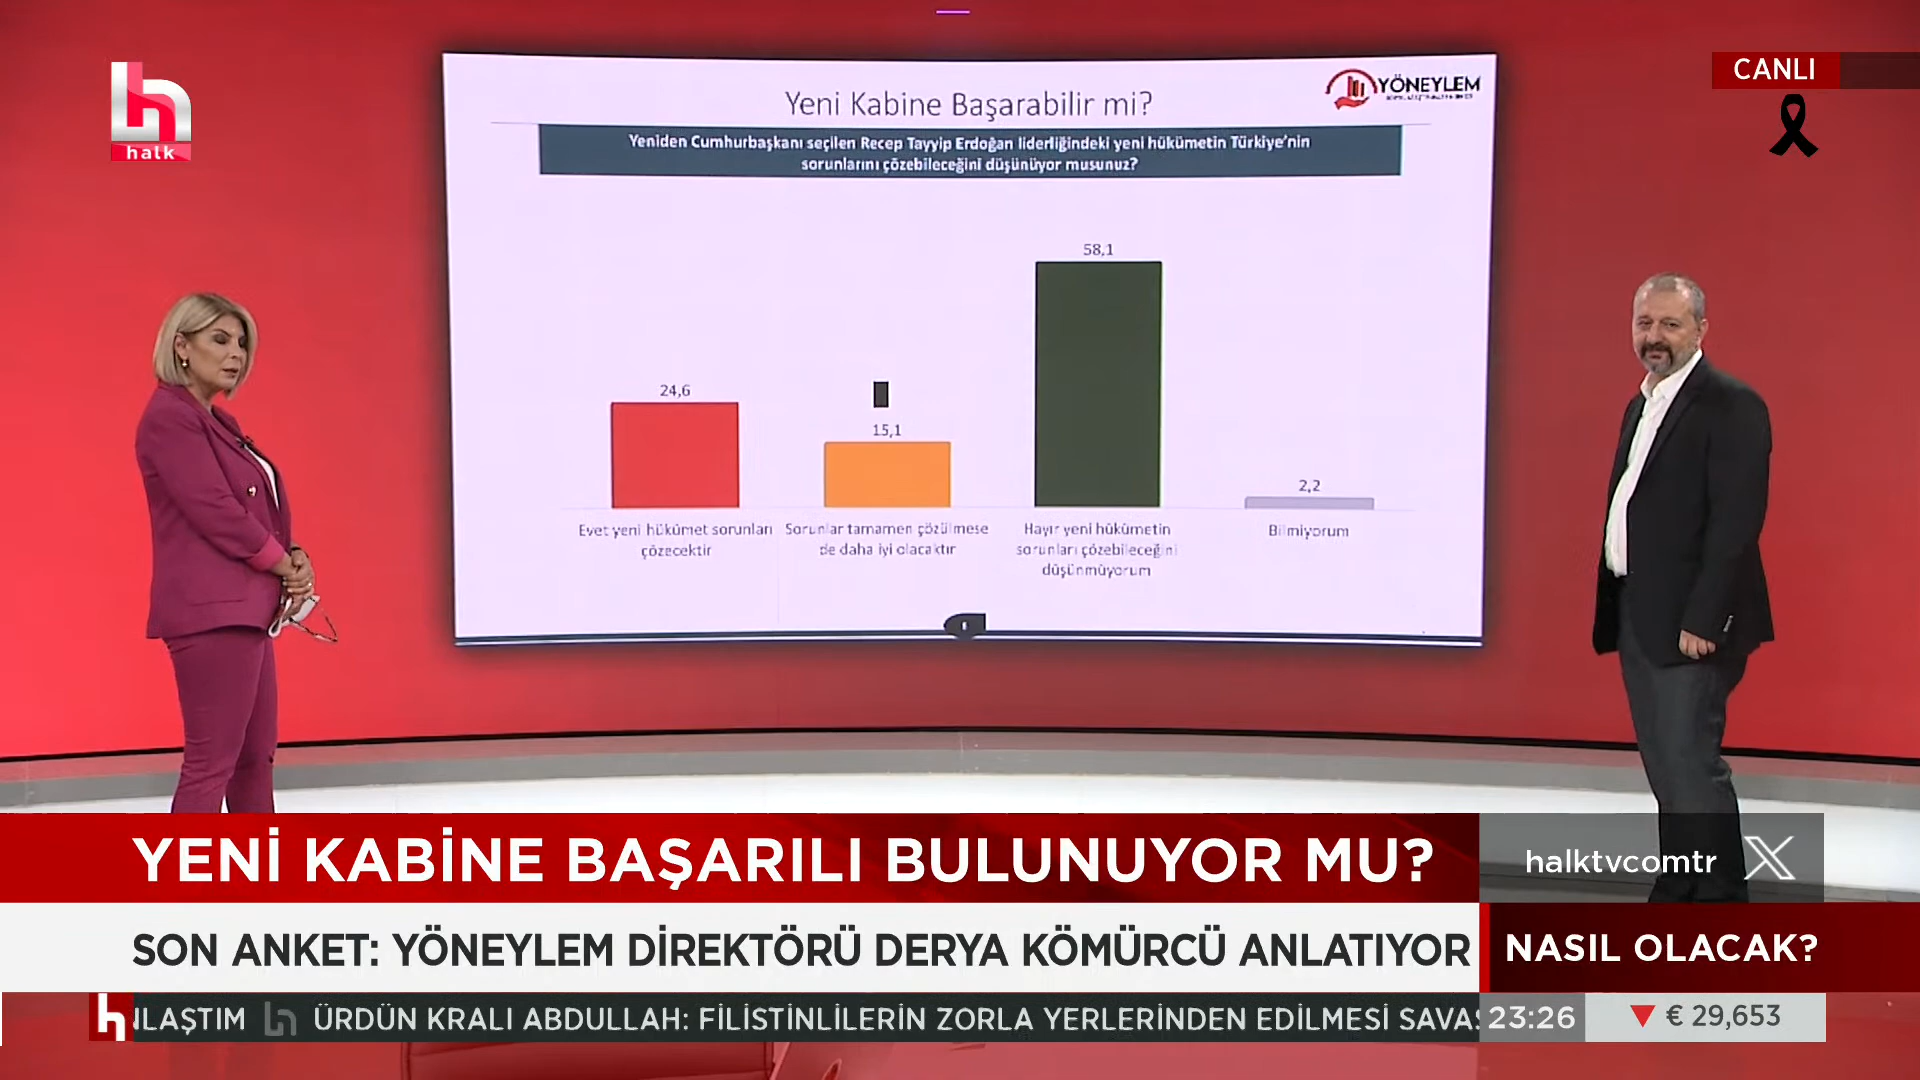 CANLI
h
halk
YÖNEYLEM
Yeni Kabine Başarabilir mi?
Yeniden Cumhurbaşkanı seçilen Recep Tayyip Erdoğan liderliğindeki yeni hükümetin Türkiye'nin
sorunlarını çözebileceğini düşünüyor musunuz?
24,6
15,1
58,1
2,2
Evet yeni hükümet sorunları
çözecektir
Sorunlar tamamen çözülmese
de daha iyi olacaktır
Hayır yeni hükümetin
sorunları çözebileceğini
düşünmüyorum
Bilmiyorum
YENİ KABİNE BAŞARILI BULUNUYOR MU?
halktvcomtr X
SON ANKET: YÖNEYLEM DİREKTÖRÜ DERYA KÖMÜRCÜ ANLATIYOR
NASIL OLACAK?
h NLAŞTIM h ÜRDÜN KRALI ABDULLAH: FİLİSTİNLİLERİN ZORLA YERLERİNDEN EDİLMESİ SAVAŞ
23:26
€ 29,653